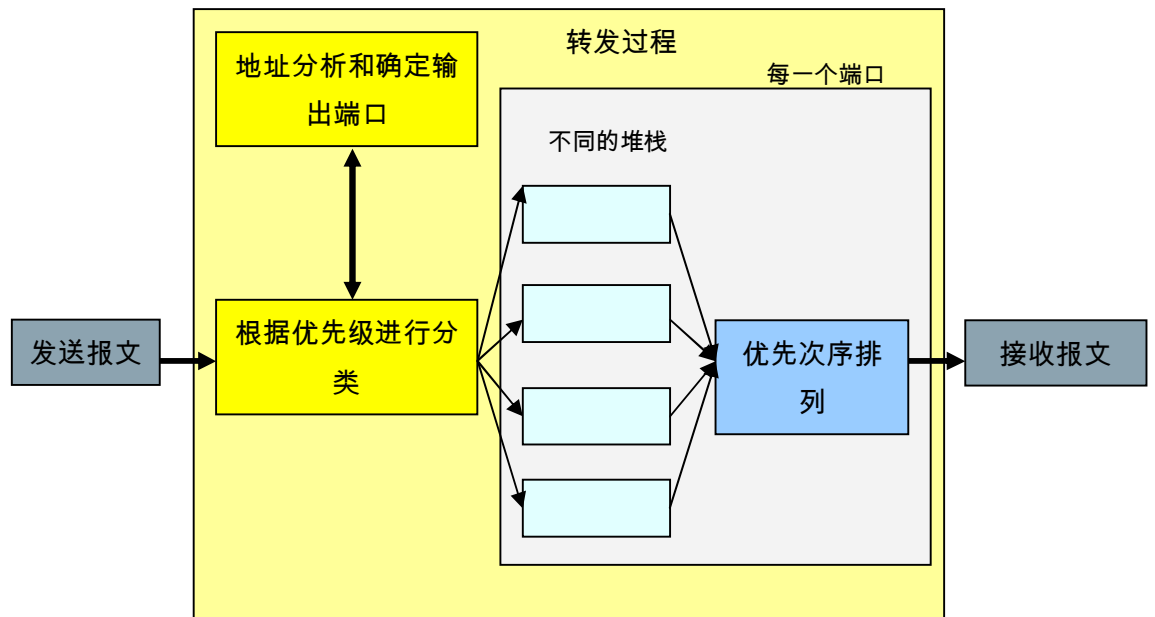 转发过程
地址分析和确定输
出端口
每一个端口
不同的堆栈
发送报文
根据优先级进行分
类
优先次序排
列
接收报文